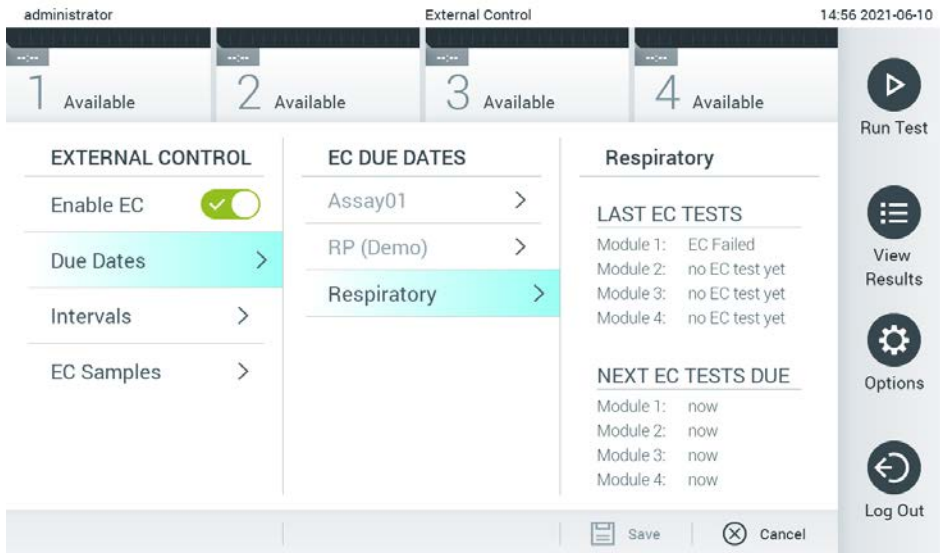 administrator External Control 14:56 2021-06-10
--:-- --:-- --:-- --:--
1 Available 2 Available 3 Available 4 Available
Run Test
EXTERNAL CONTROL
Enable EC
Due Dates
Intervals
EC Samples
EC DUE DATES
Assay01
RP (Demo)
Respiratory
Respiratory
LAST EC TESTS
Module 1: EC Failed
Module 2: no EC test yet
Module 3: no EC test yet
Module 4: no EC test yet
NEXT EC TESTS DUE
Module 1: now
Module 2: now
Module 3: now
Module 4: now
View
Results
Options
Log Out
Save Cancel